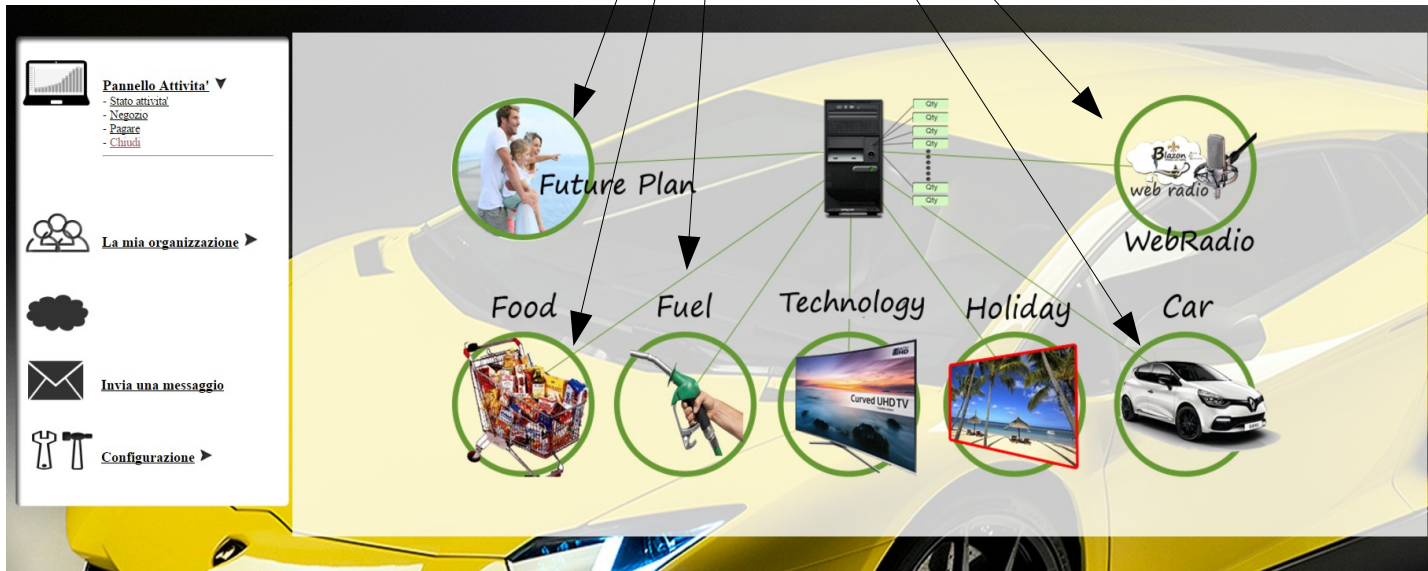 Pannello Attivita'
- Stato attivita'
- Negozio
- Pagare
- Chiudi
La mia organizzazione
Invia una messaggio
Configurazione
Future Plan
Qty
Qty
Qty
Qty
Qty
Qty
Blazon
web radio
WebRadio
Food
Fuel
Technology
Holiday
Car
UHD
Curved UHD TV